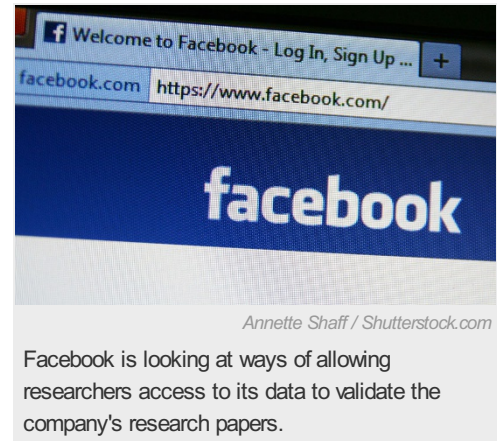 Welcome to Facebook - Log In, Sign Up ... +
facebook.com https://www.facebook.com/
facebook
Annette Shaff / Shutterstock.com
Facebook is looking at ways of allowing
researchers access to its data to validate the
company's research papers.